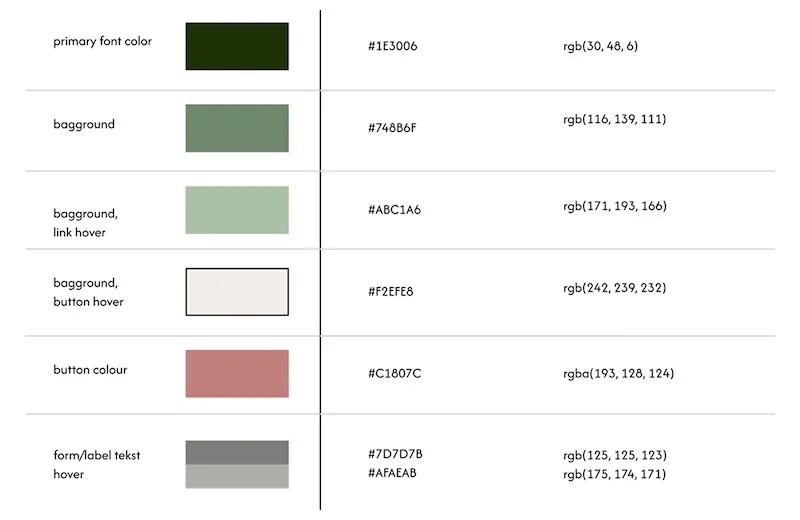 primary font color
#1E3006
rgb(30, 48, 6)
bagground
#748B6F
rgb(116, 139, 111)
bagground,
link hover
#ABC1A6
rgb(171, 193, 166)
bagground,
button hover
#F2EFE8
rgb(242, 239, 232)
button colour
#C1807C
rgba(193, 128, 124)
form/label tekst
hover
#7D7D7B
#AFAEAB
rgb(125, 125, 123)
rgb(175, 174, 171)